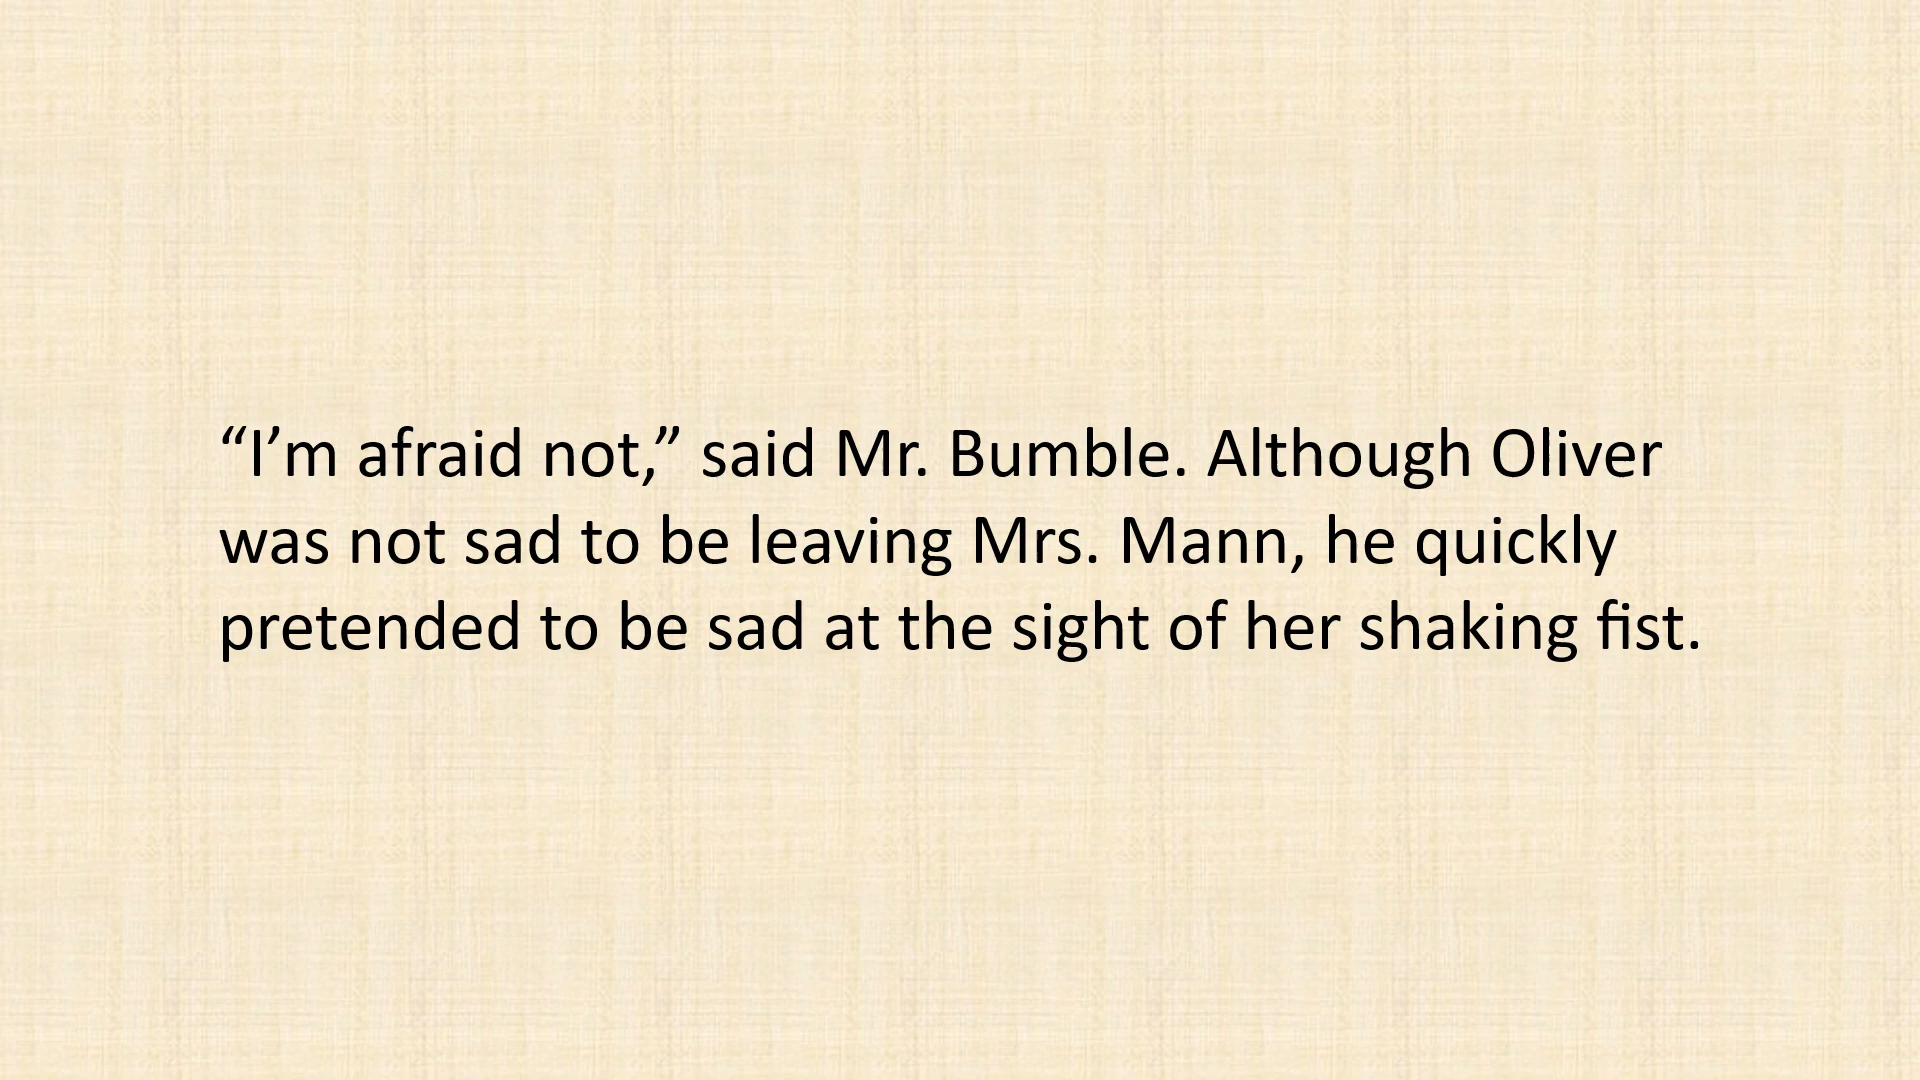 “I’m afraid not,” said Mr. Bumble. Although Oliver
was not sad to be leaving Mrs. Mann, he quickly
pretended to be sad at the sight of her shaking fist.